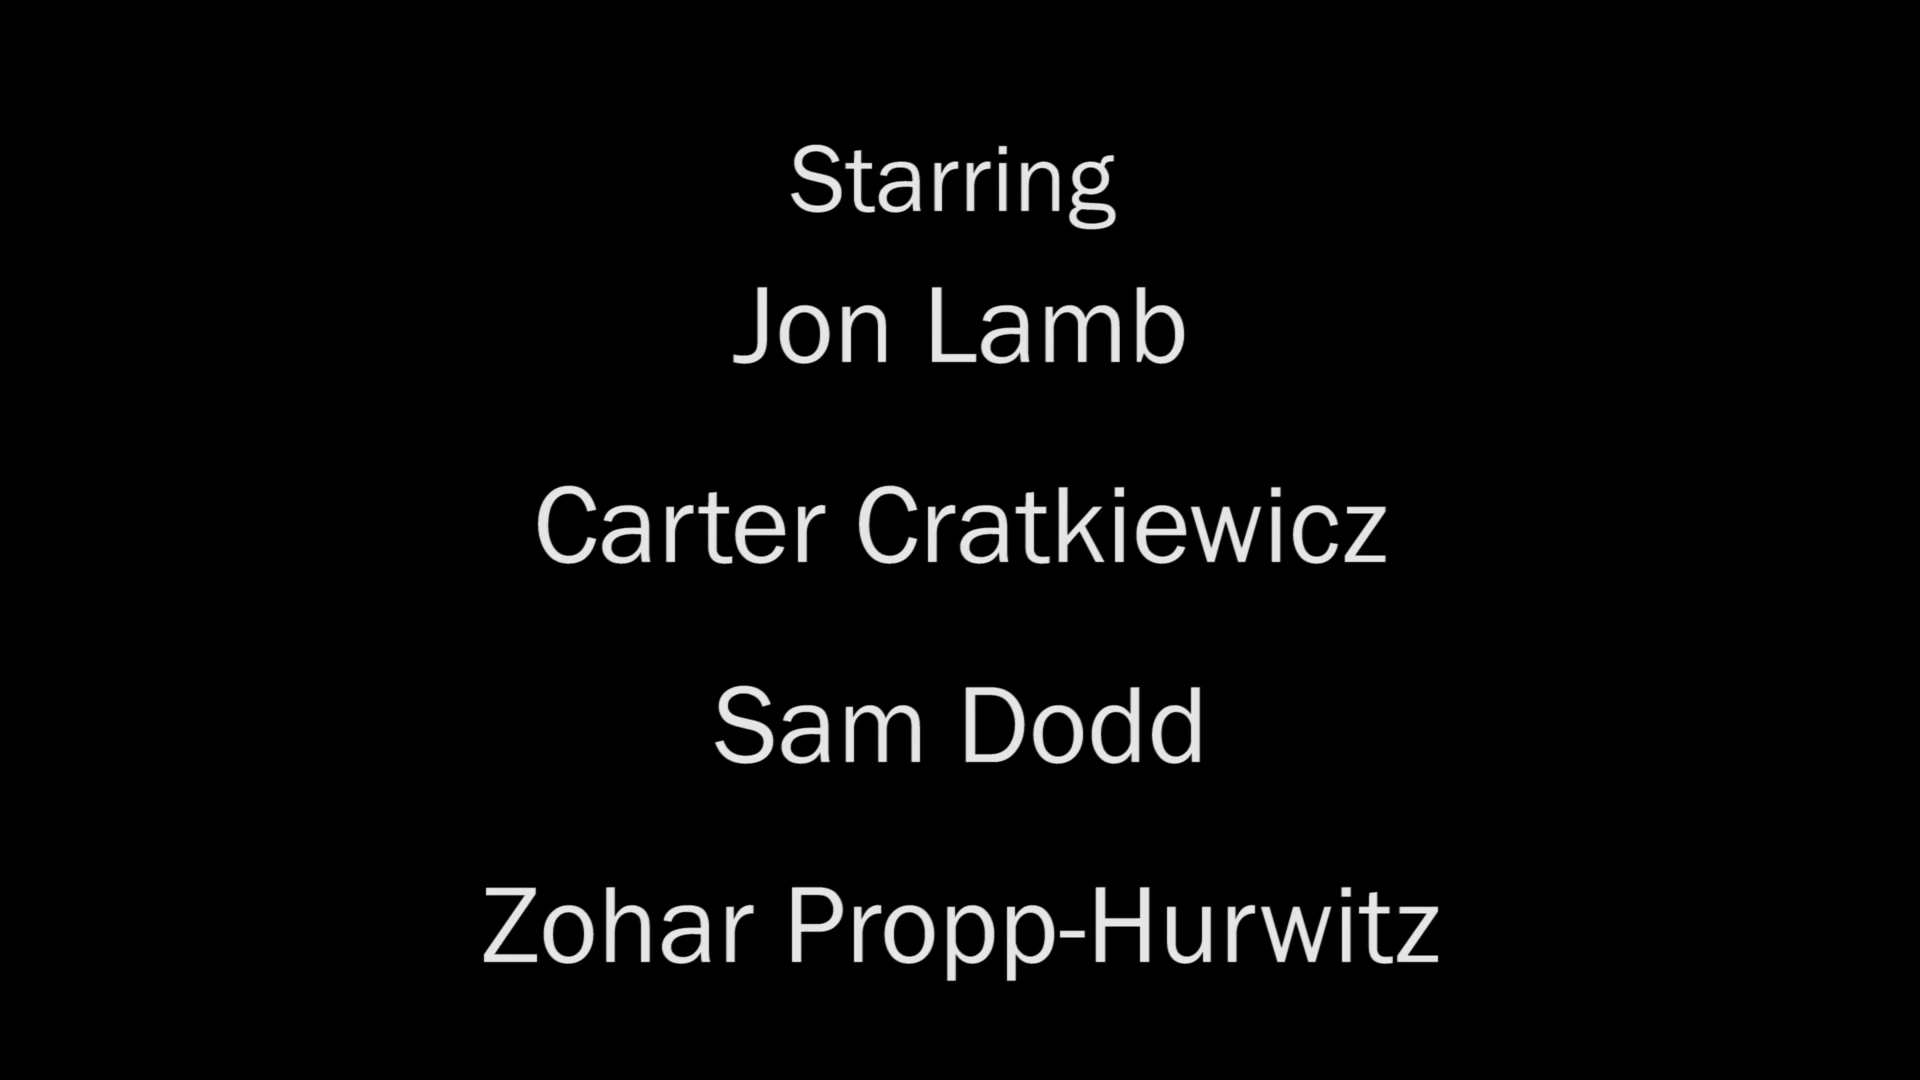 Starring
Jon Lamb
Carter Cratkiewicz
Sam Dodd
Zohar Propp-Hurwitz